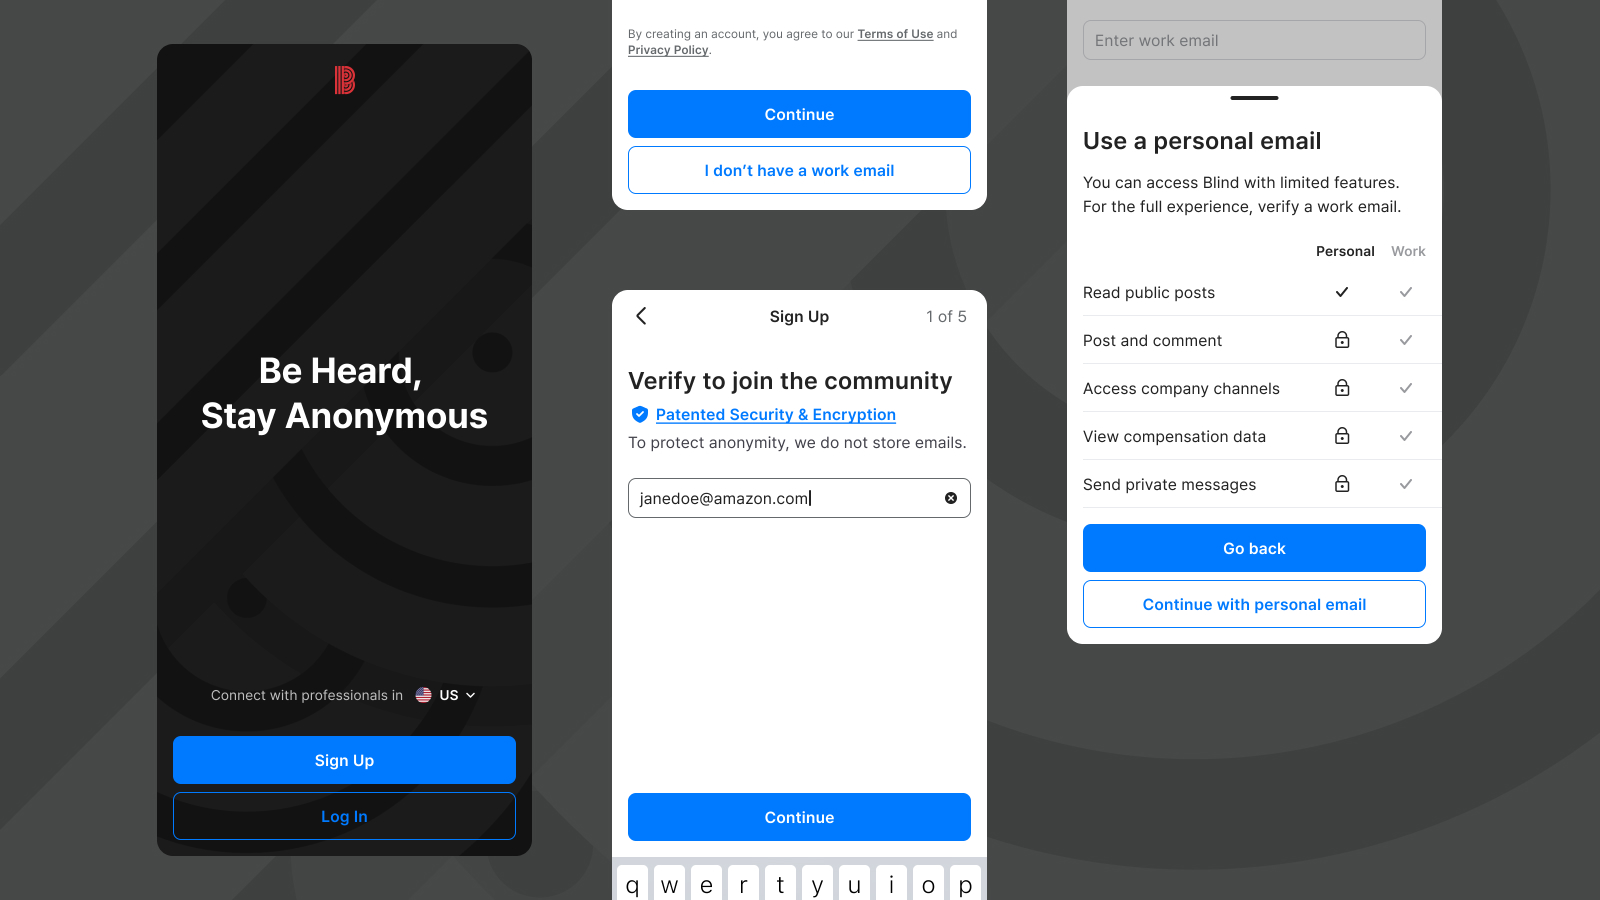 B
Be Heard,
Stay Anonymous
Connect with professionals in US
Sign Up
Log In
By creating an account, you agree to our Terms of Use and
Privacy Policy.
Continue
I don’t have a work email
Sign Up 1 of 5
Verify to join the community
Patented Security & Encryption
To protect anonymity, we do not store emails.
janedoe@amazon.com
Continue
q w e r t y u i o p
Enter work email
Use a personal email
You can access Blind with limited features.
For the full experience, verify a work email.
Personal Work
Read public posts
Post and comment
Access company channels
View compensation data
Send private messages
Go back
Continue with personal email